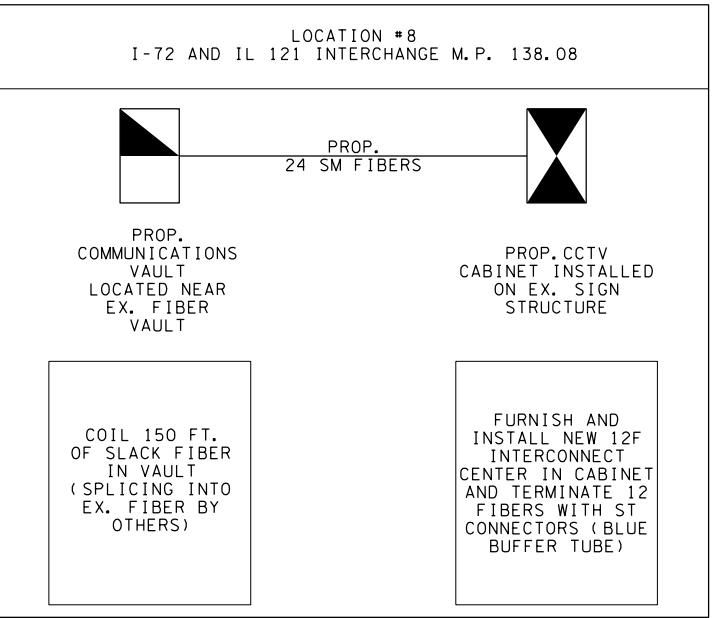 LOCATION #8
I-72 AND IL 121 INTERCHANGE M.P. 138.08
PROP.
24 SM FIBERS
PROP.
COMMUNICATIONS
VAULT
LOCATED NEAR
EX. FIBER
VAULT
PROP. CCTV
CABINET INSTALLED
ON EX. SIGN
STRUCTURE
COIL 150 FT.
OF SLACK FIBER
IN VAULT
(SPLICING INTO
EX. FIBER BY
OTHERS)
FURNISH AND
INSTALL NEW 12F
INTERCONNECT
CENTER IN CABINET
AND TERMINATE 12
FIBERS WITH ST
CONNECTORS (BLUE
BUFFER TUBE)